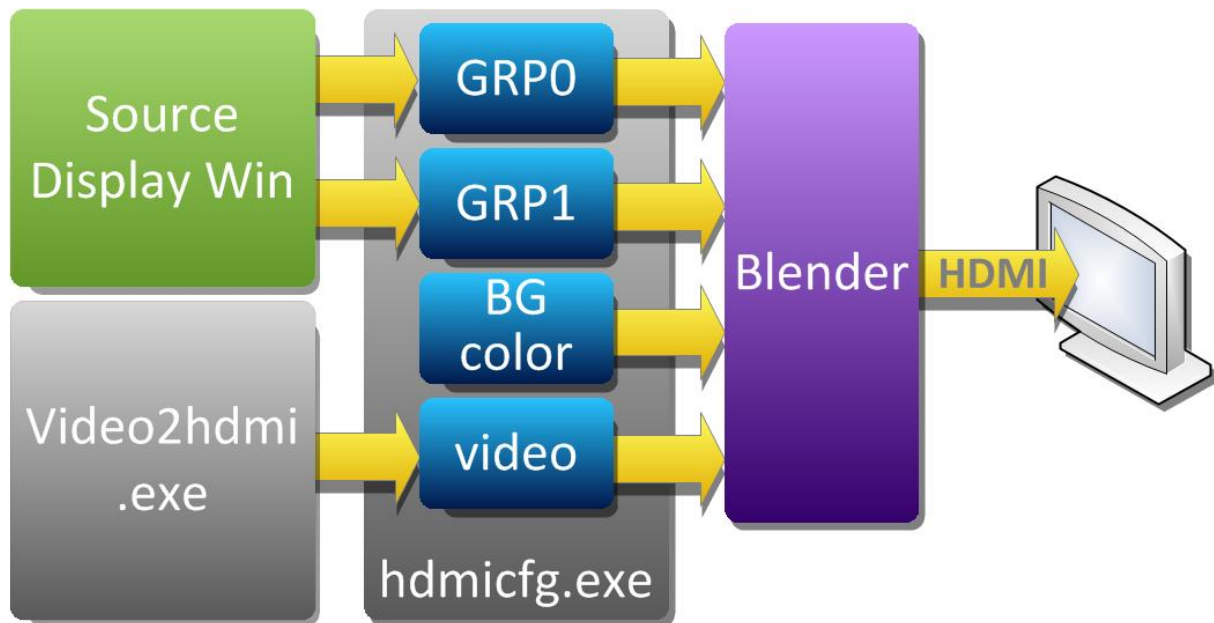 Source
Display Win
GRP0
GRP1
BG
color
video
hdmicfg.exe
Video2hdmi
.exe
Blender
HDMI